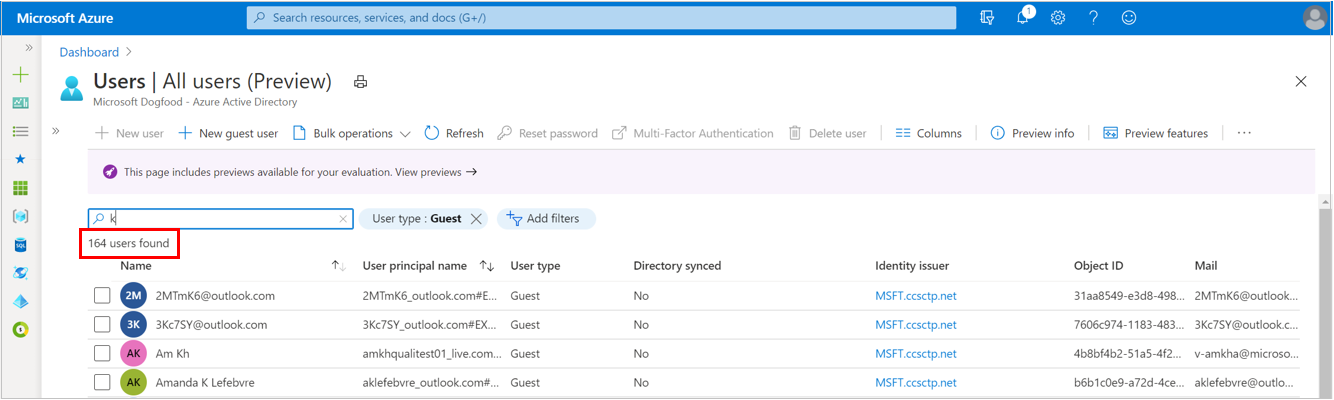 Microsoft Azure Search resources, services, and docs (G+/) 1
Dashboard >
Users | All users (Preview)
Microsoft Dogfood - Azure Active Directory
New user New guest user Bulk operations Refresh Reset password Multi-Factor Authentication Delete user Columns Preview info Preview features ...
This page includes previews available for your evaluation. View previews →
k User type : Guest Add filters
164 users found
Name User principal name User type Directory synced Identity issuer Object ID Mail
2M 2MTmK6@outlook.com 2MTmK6_outlook.com#E... Guest No MSFT.ccsctp.net 31aa8549-e3d8-498... 2MTmK6@outlook...
3K 3Kc7SY@outlook.com 3Kc7SY_outlook.com#EX... Guest No MSFT.ccsctp.net 7606c974-1183-483... 3Kc7SY@outlook...
AK Am Kh amkhqualitest01_live.com... Guest No MSFT.ccsctp.net 4b8bf4b2-51a5-4f2... v-amkha@microso...
AK Amanda K Lefebvre aklefebvre_outlook.com#... Guest No MSFT.ccsctp.net b6b1c0e9-a72d-4ce... aklefebvre@outlo...